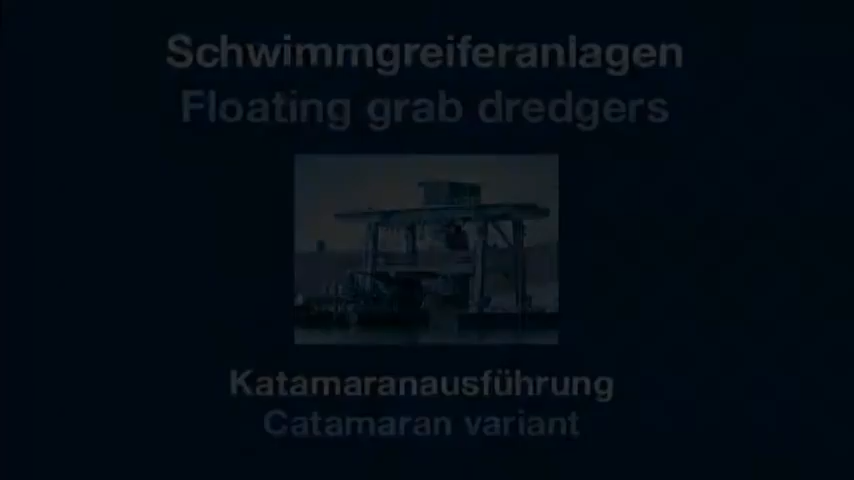 Schwimmgreiferanlagen
Floating grab dredgers
Katamaranausführung
Catamaran variant